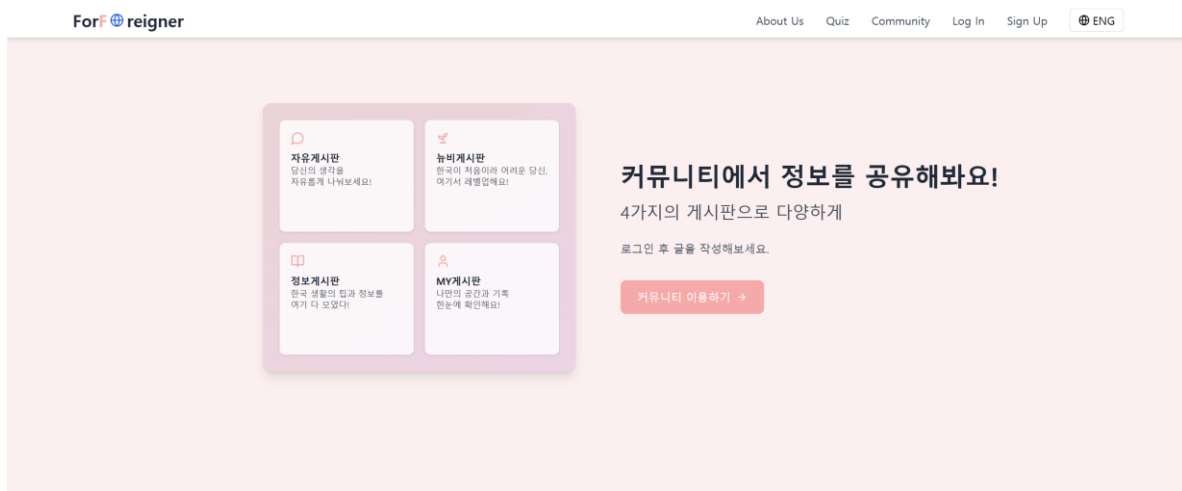 ForForeigner
About Us
Quiz
Community
Log In
Sign Up
ENG
자유게시판
당신의 생각을
자유롭게 나눠보세요!
뉴비게시판
한국이 처음이라 어려운 당신,
여기서 레벨업해요!
정보게시판
한국 생활의 팁과 정보를
여기 다 모였다!
MY게시판
나만의 공간과 기록
한눈에 확인해요!
커뮤니티에서 정보를 공유해봐요!
4가지의 게시판으로 다양하게
로그인 후 글을 작성해보세요.
커뮤니티 이용하기 →